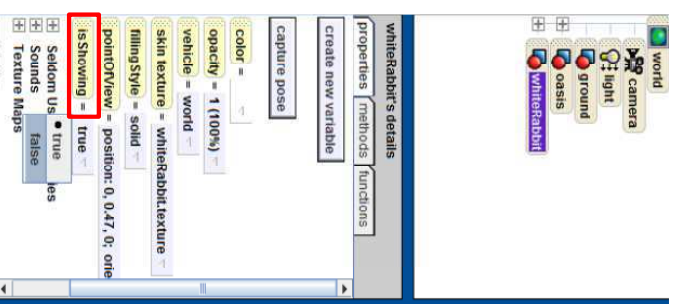 world
camera
light
ground
oasis
whiteRabbit
whiteRabbit's details
properties methods functions
create new variable
capture pose
color =
opacity = 1 (100%)
vehicle = world
skin texture = whiteRabbit.texture
fillingStyle = solid
pointOfView = position: 0, 0.47, 0; orie
isShowing = true
true
false
Seldom Us ies
Sounds
Texture Maps